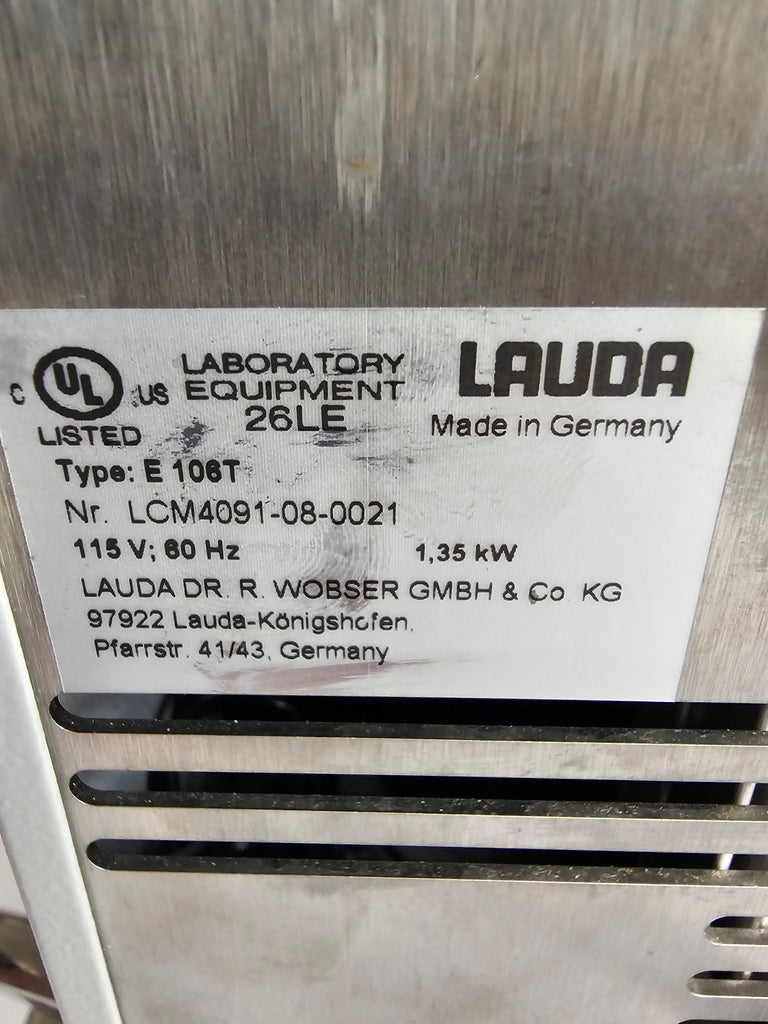 C UL US
LISTED
LABORATORY
EQUIPMENT
26LE
LAUDA
Made in Germany
Type: E 106T
Nr. LCM4091-08-0021
115 V; 60 Hz 1,35 kW
LAUDA DR. R. WOBSER GMBH & Co. KG
97922 Lauda-Königshofen,
Pfarrstr. 41/43, Germany